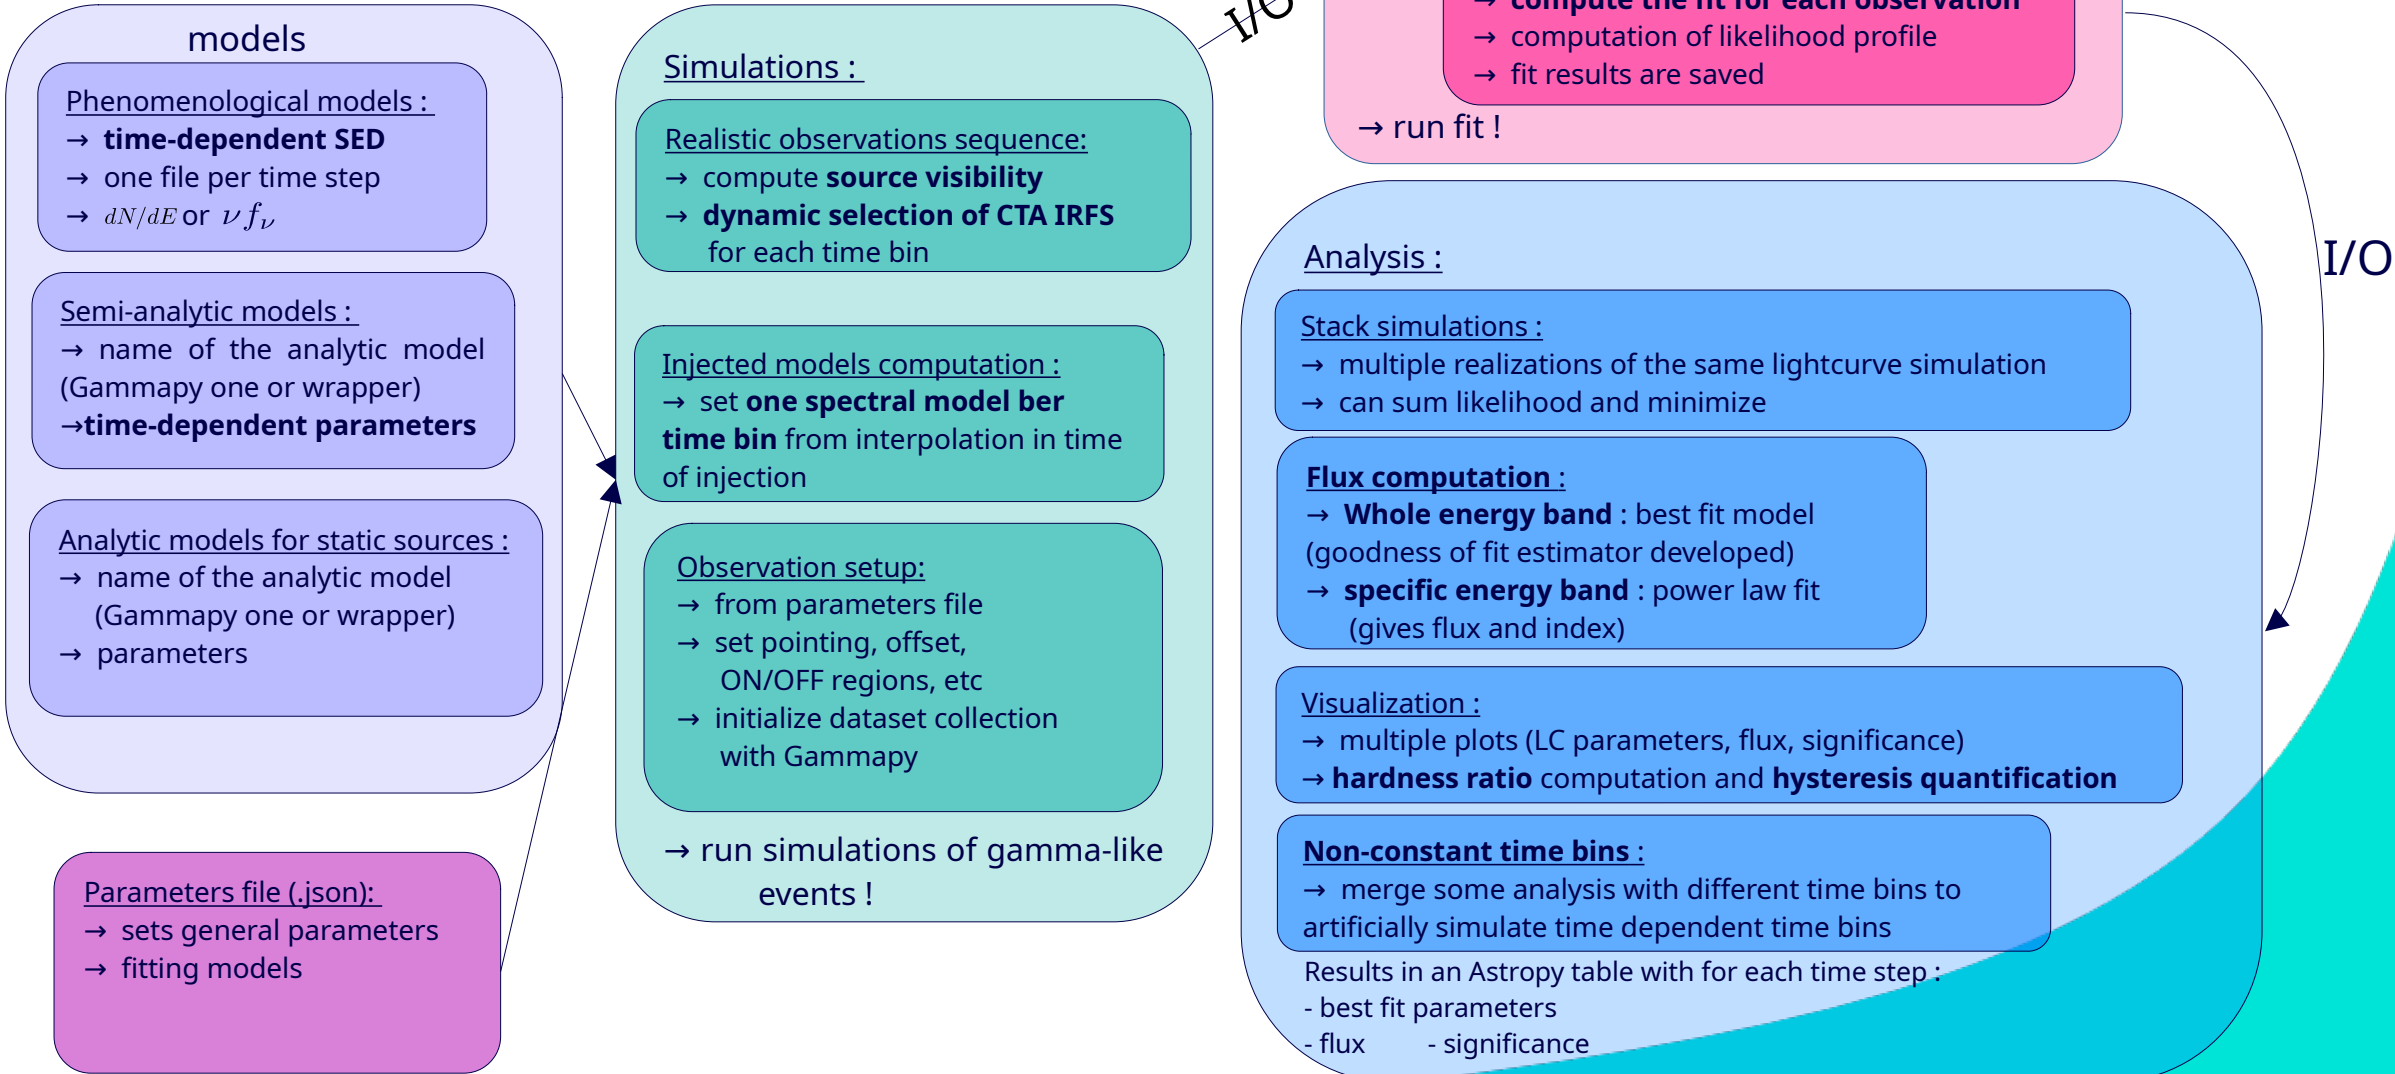 models
Phenomenological models :
→ time-dependent SED
→ one file per time step
→ dN/dE or νfν
Semi-analytic models :
→ name of the analytic model
(Gammapy one or wrapper)
→time-dependent parameters
Analytic models for static sources :
→ name of the analytic model
(Gammapy one or wrapper)
→ parameters
Parameters file (.json):
→ sets general parameters
→ fitting models
Simulations :
Realistic observations sequence:
→ compute source visibility
→ dynamic selection of CTA IRFS
for each time bin
Injected models computation :
→ set one spectral model ber
time bin from interpolation in time
of injection
Observation setup:
→ from parameters file
→ set pointing, offset,
ON/OFF regions, etc
→ initialize dataset collection
with Gammapy
→ run simulations of gamma-like
events !
I/O
→ compute the fit for each observation
→ computation of likelihood profile
→ fit results are saved
→ run fit !
I/O
Analysis :
Stack simulations :
→ multiple realizations of the same lightcurve simulation
→ can sum likelihood and minimize
Flux computation :
→ Whole energy band : best fit model
(goodness of fit estimator developed)
→ specific energy band : power law fit
(gives flux and index)
Visualization :
→ multiple plots (LC parameters, flux, significance)
→ hardness ratio computation and hysteresis quantification
Non-constant time bins :
→ merge some analysis with different time bins to
artificially simulate time dependent time bins
Results in an Astropy table with for each time step :
- best fit parameters
- flux - significance